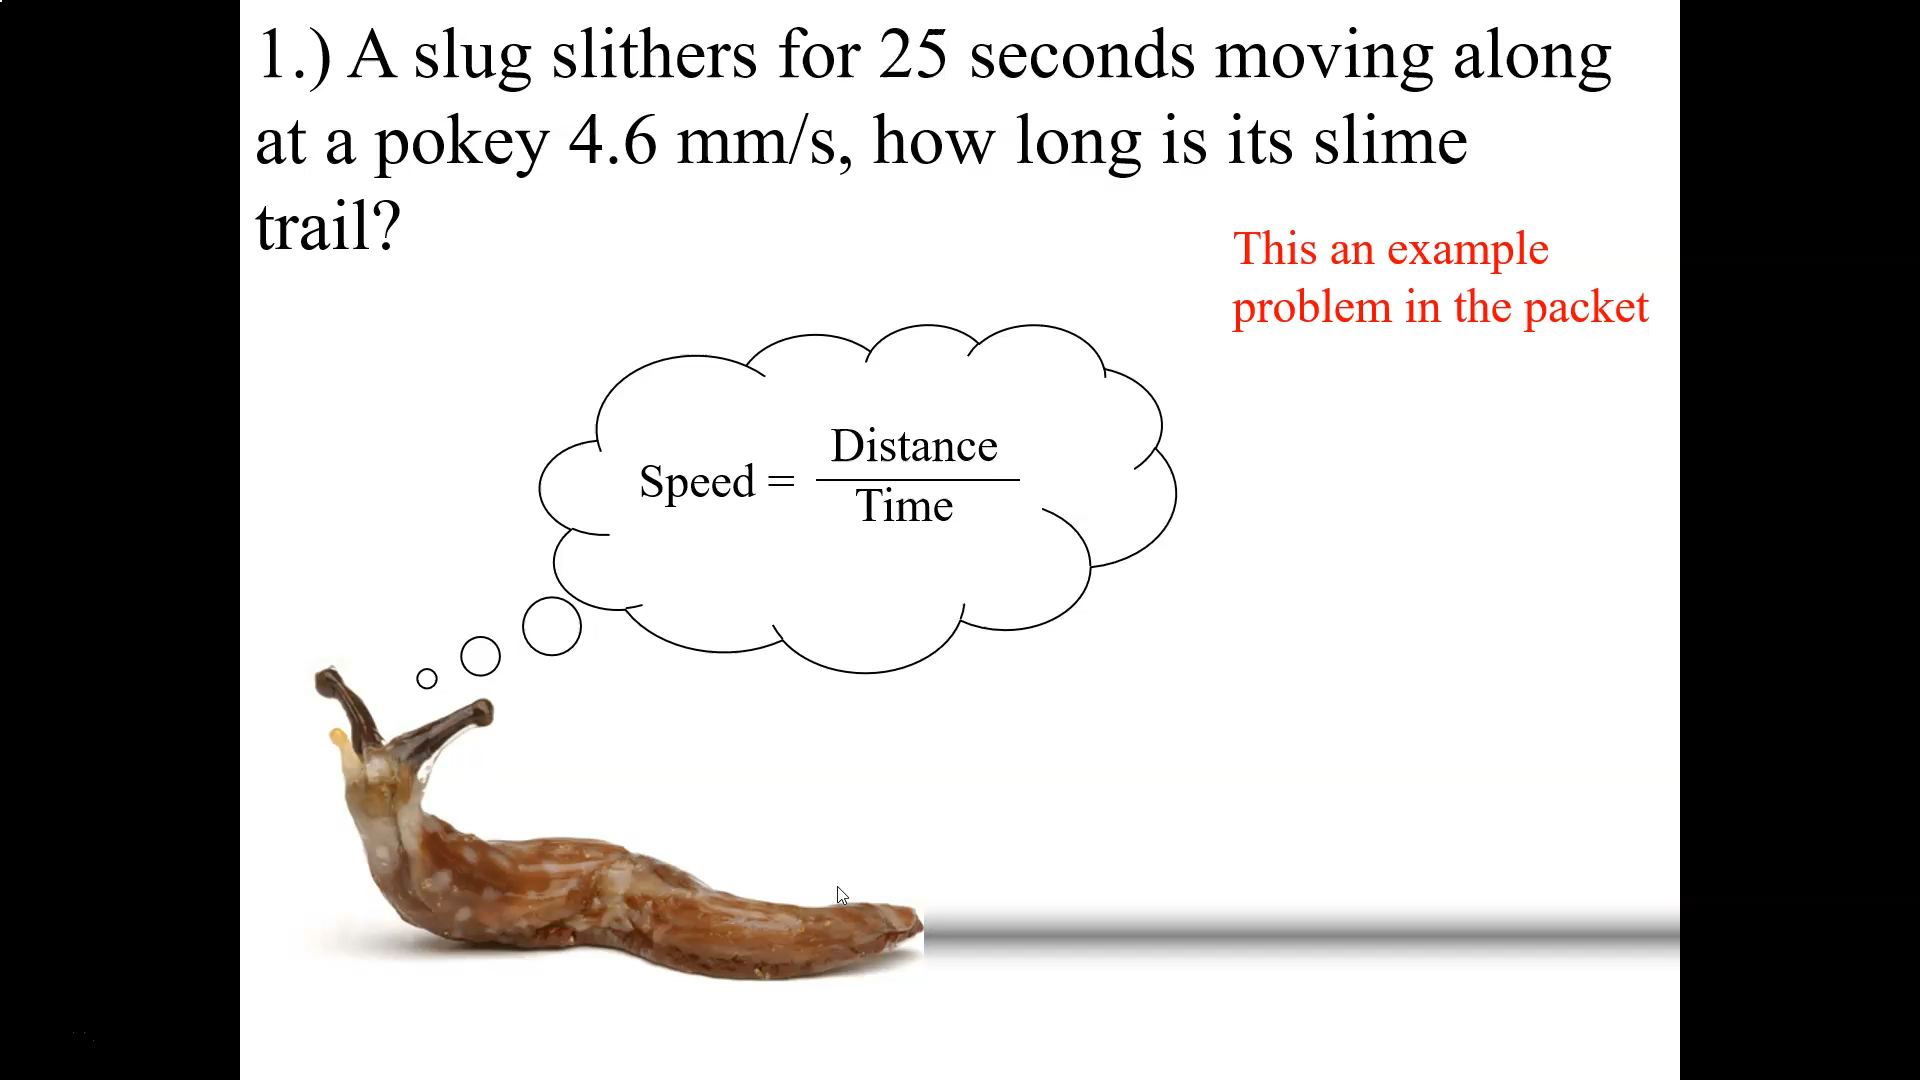 1.) A slug slithers for 25 seconds moving along
at a pokey 4.6 mm/s, how long is its slime
trail?
This an example
problem in the packet
Speed =
Distance
Time